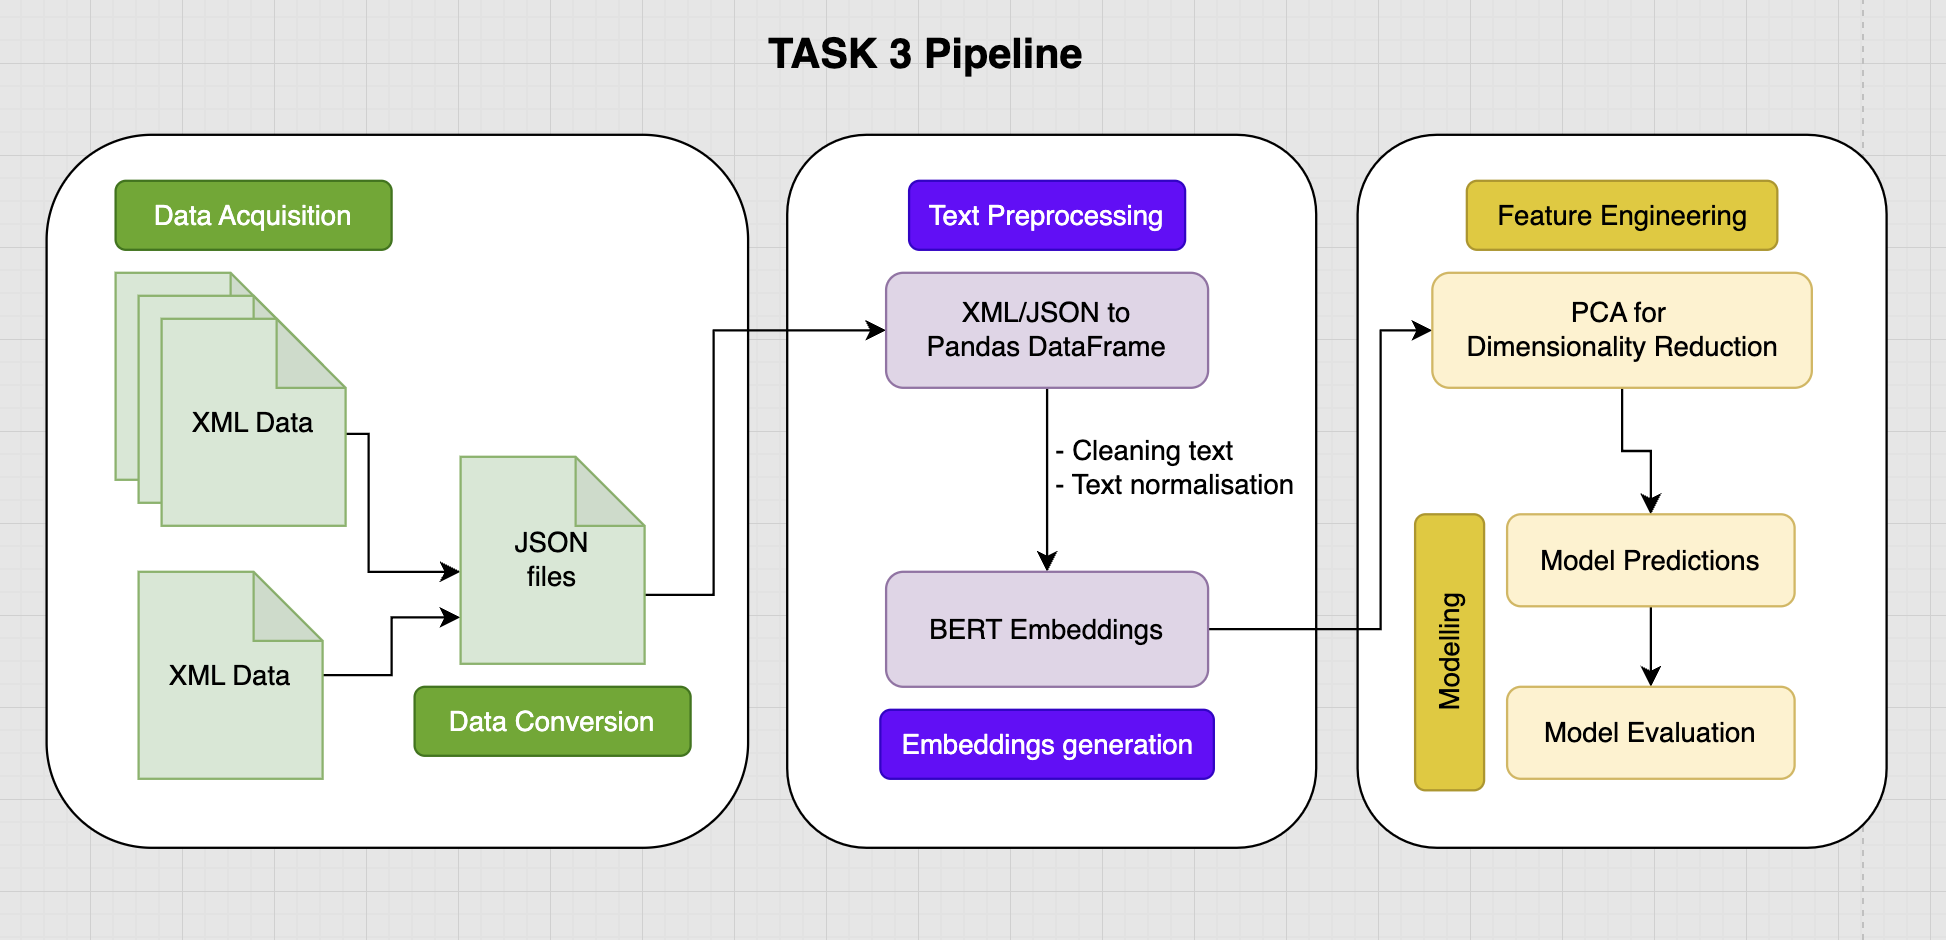 TASK 3 Pipeline
Data Acquisition
XML Data
XML Data
JSON
files
Data Conversion
Text Preprocessing
XML/JSON to
Pandas DataFrame
- Cleaning text
- Text normalisation
BERT Embeddings
Embeddings generation
Feature Engineering
PCA for
Dimensionality Reduction
Modelling
Model Predictions
Model Evaluation